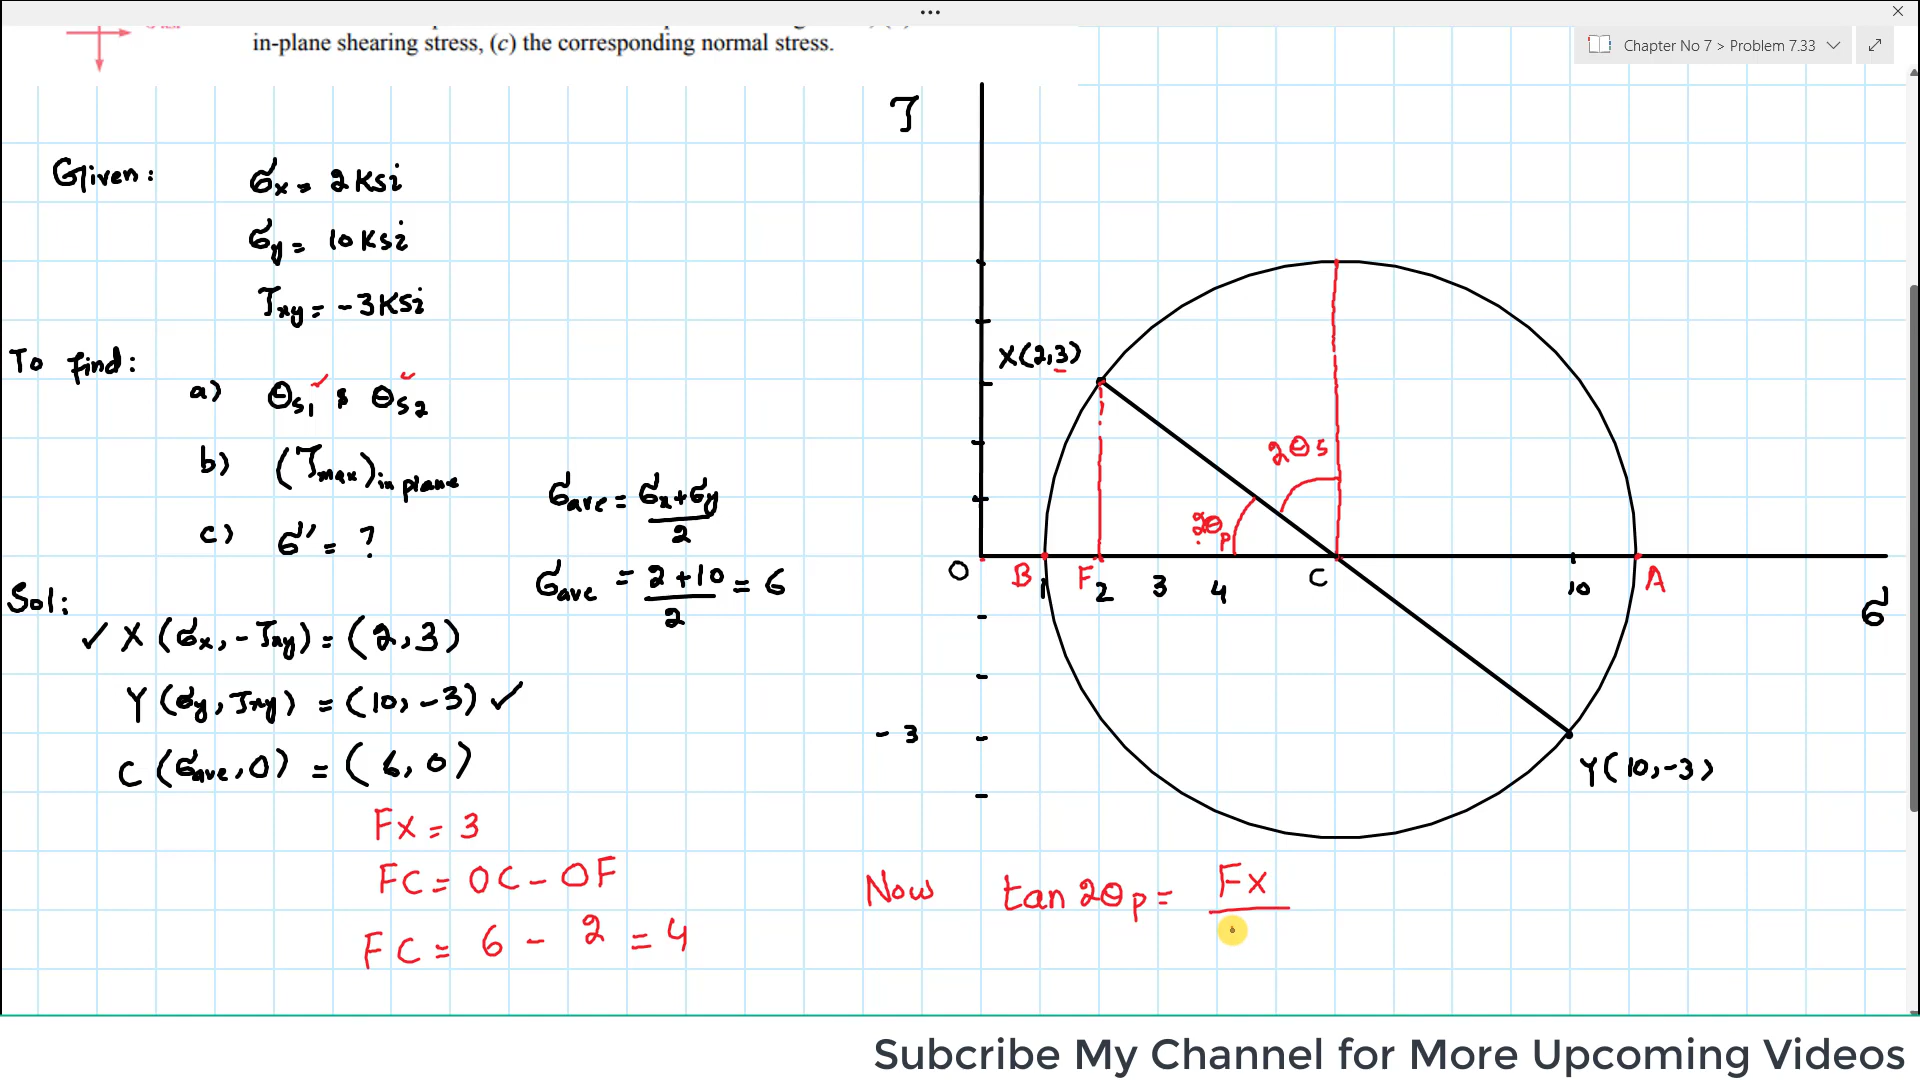 in-plane shearing stress, (c) the corresponding normal stress.
Chapter No 7 > Problem 7.33
Given: σx = 2 Ksi
σy = 10 Ksi
τxy = -3 Ksi
To find:
a) θs1 & θs2
b) (τmax) in plane
c) σ' = ?
σave = σx+σy
2
σave = 2+10 = 6
2
Sol:
✓ X (σx, -τxy) = (2, 3)
Y (σy, τxy) = (10, -3) ✓
C (σave, 0) = (6, 0)
FX = 3
FC = OC - OF
FC = 6 - 2 = 4
τ
X(2,3)
2θs
2θp
O B 1 F 2 3 4 C 10 A
σ
-3
Y(10,-3)
Now tan 2θp = FX
Subcribe My Channel for More Upcoming Videos